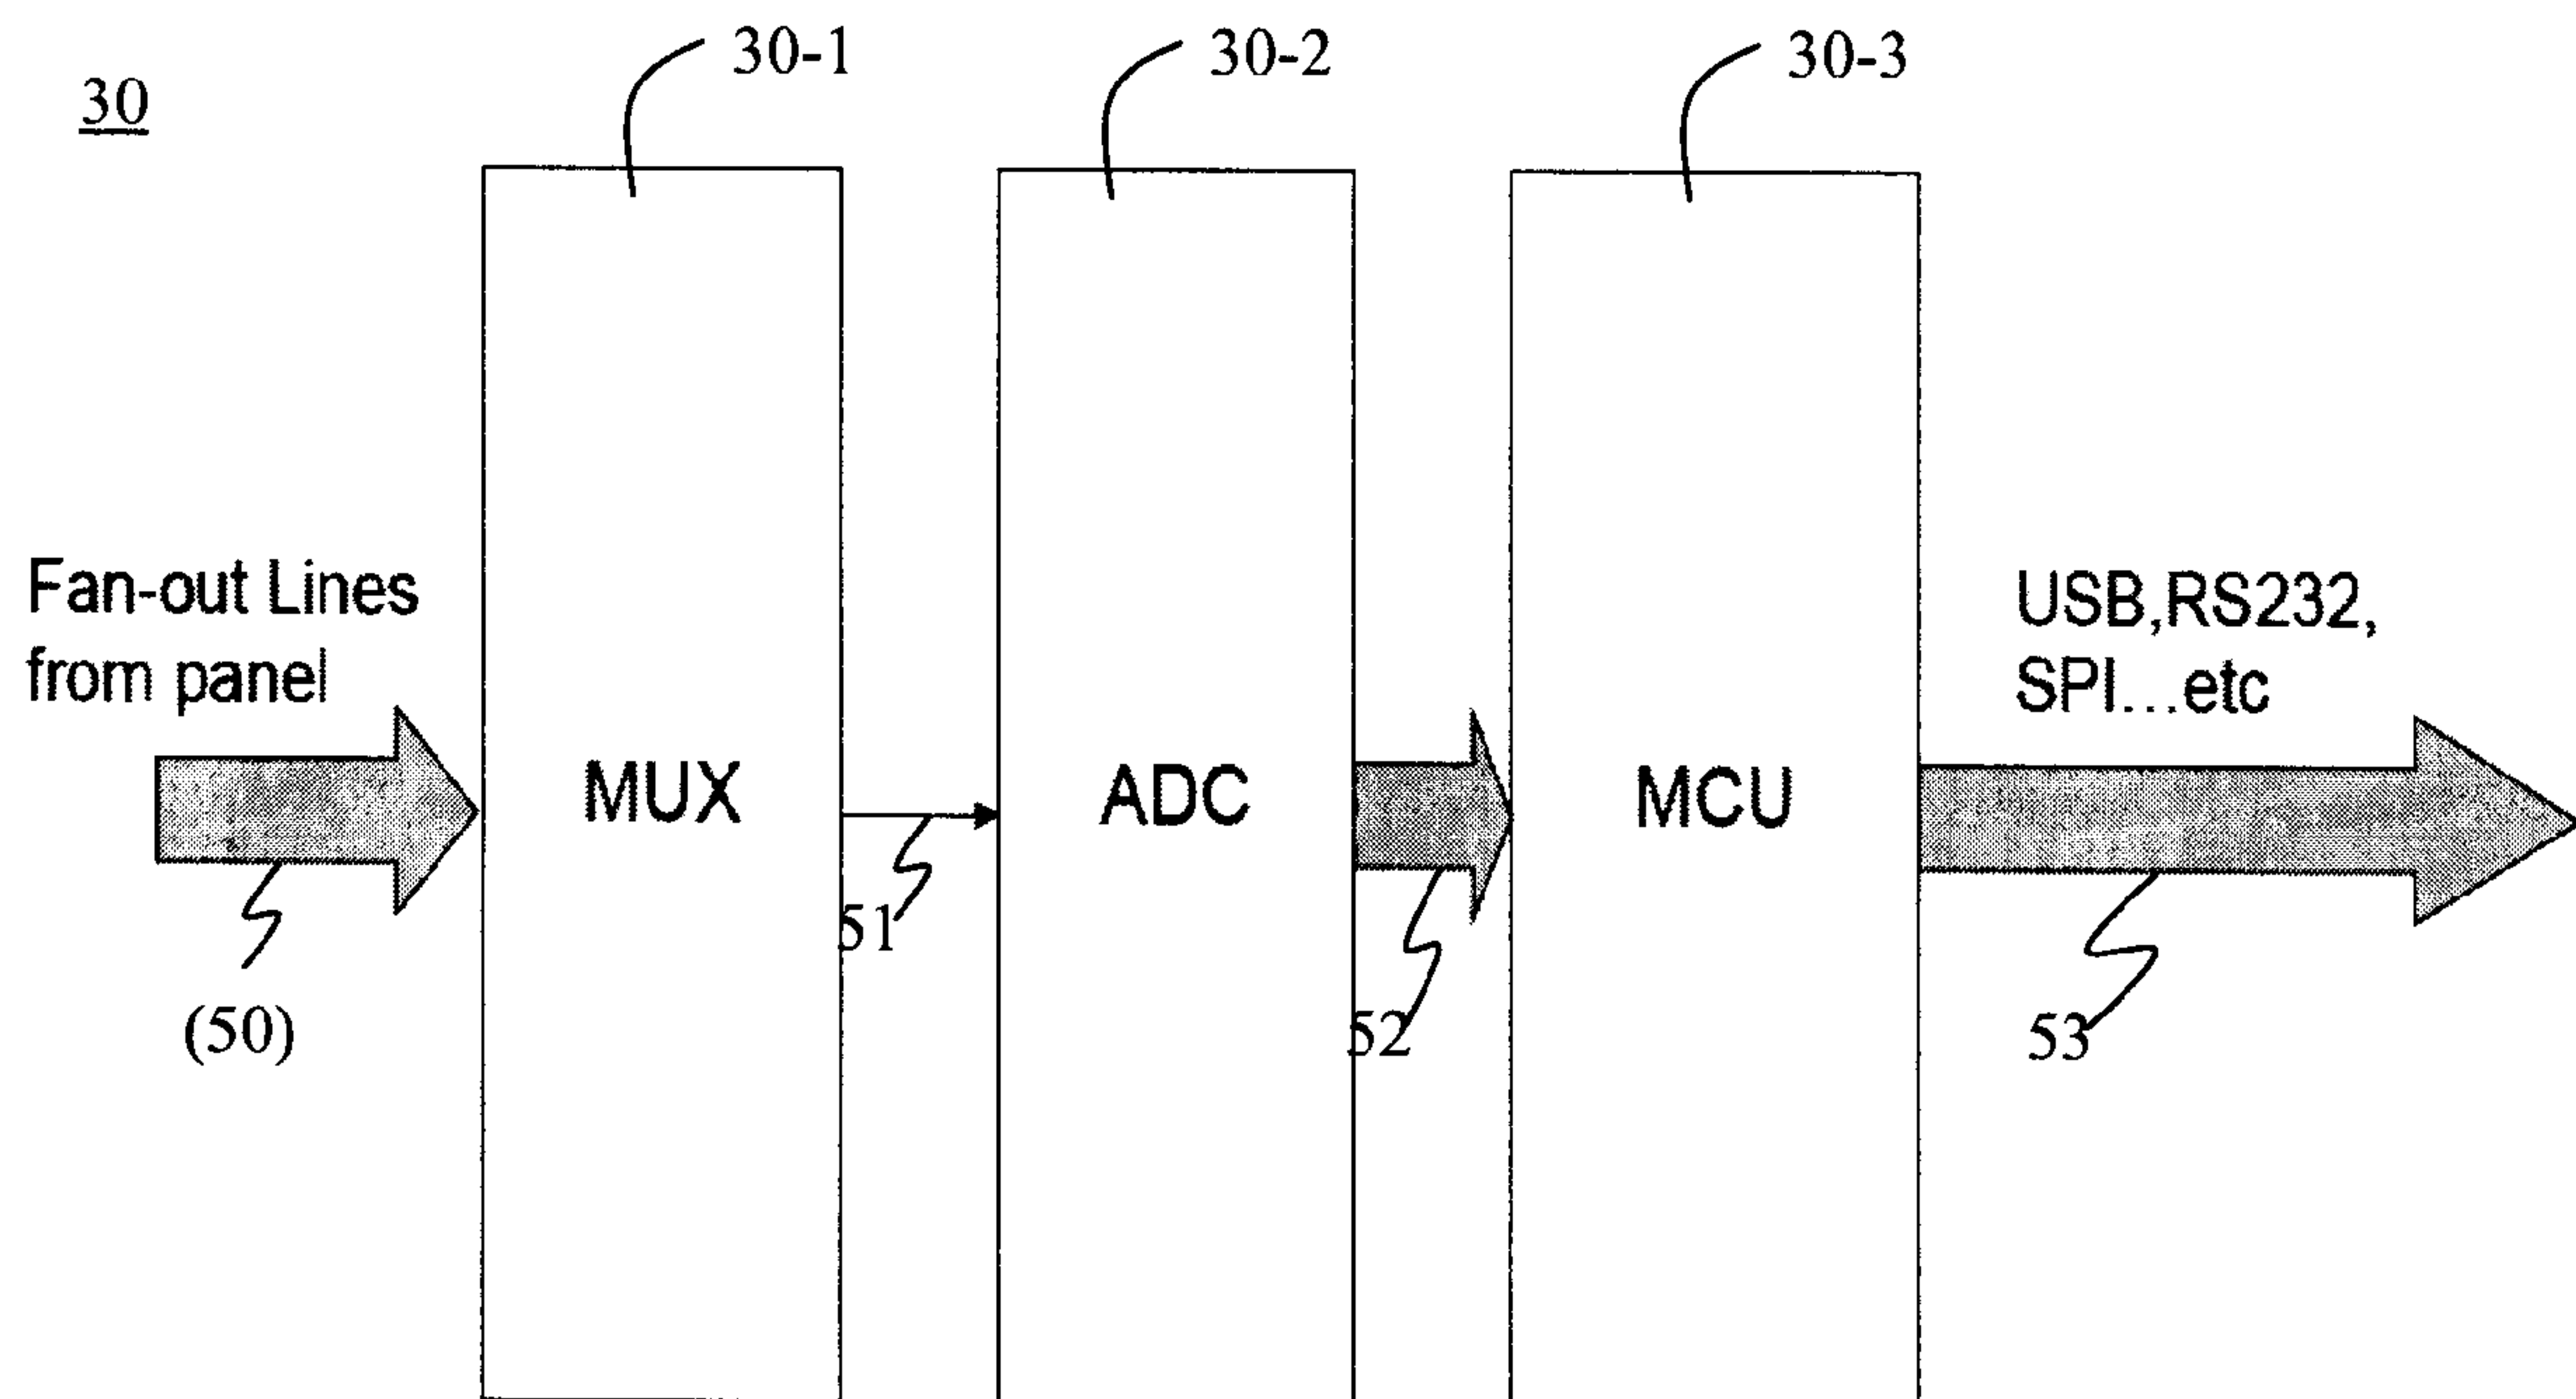 30
30-1
30-2
30-3
Fan-out Lines
from panel
USB,RS232,
SPI...etc
MUX
ADC
MCU
(50)
51
52
53